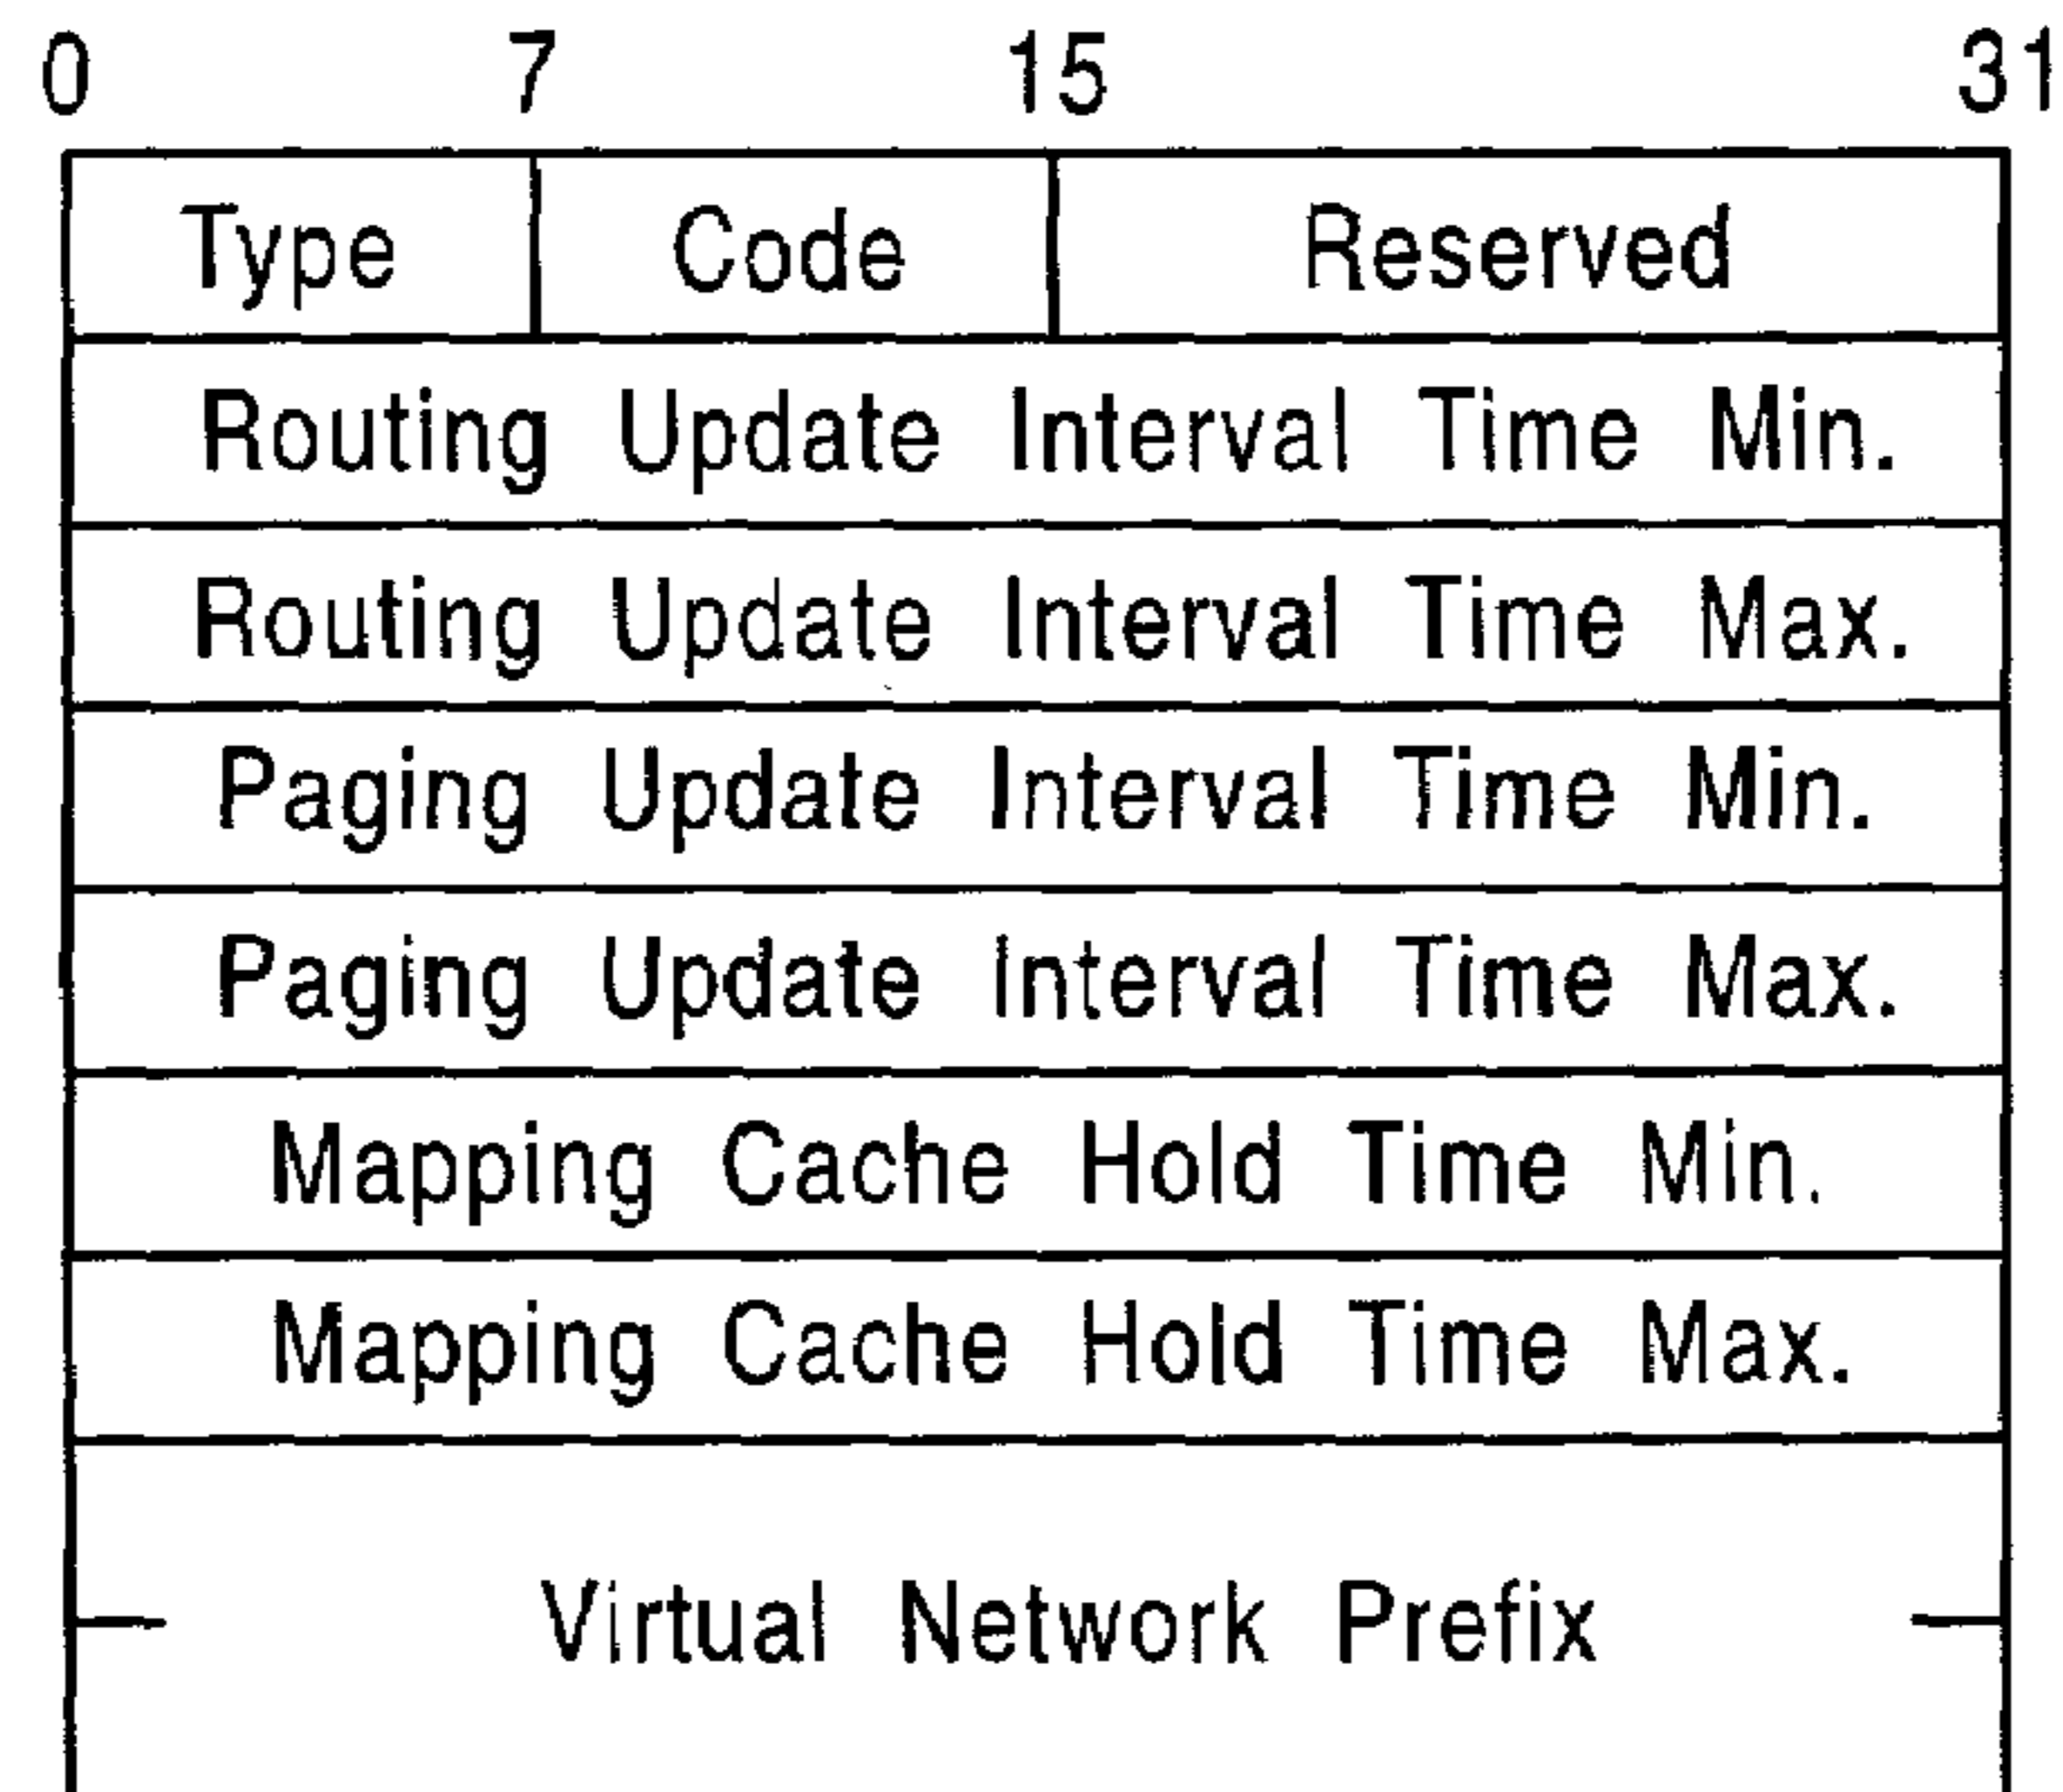 0 7 15 31
Type Code Reserved
Routing Update Interval Time Min.
Routing Update Interval Time Max.
Paging Update Interval Time Min.
Paging Update Interval Time Max.
Mapping Cache Hold Time Min.
Mapping Cache Hold Time Max.
Virtual Network Prefix